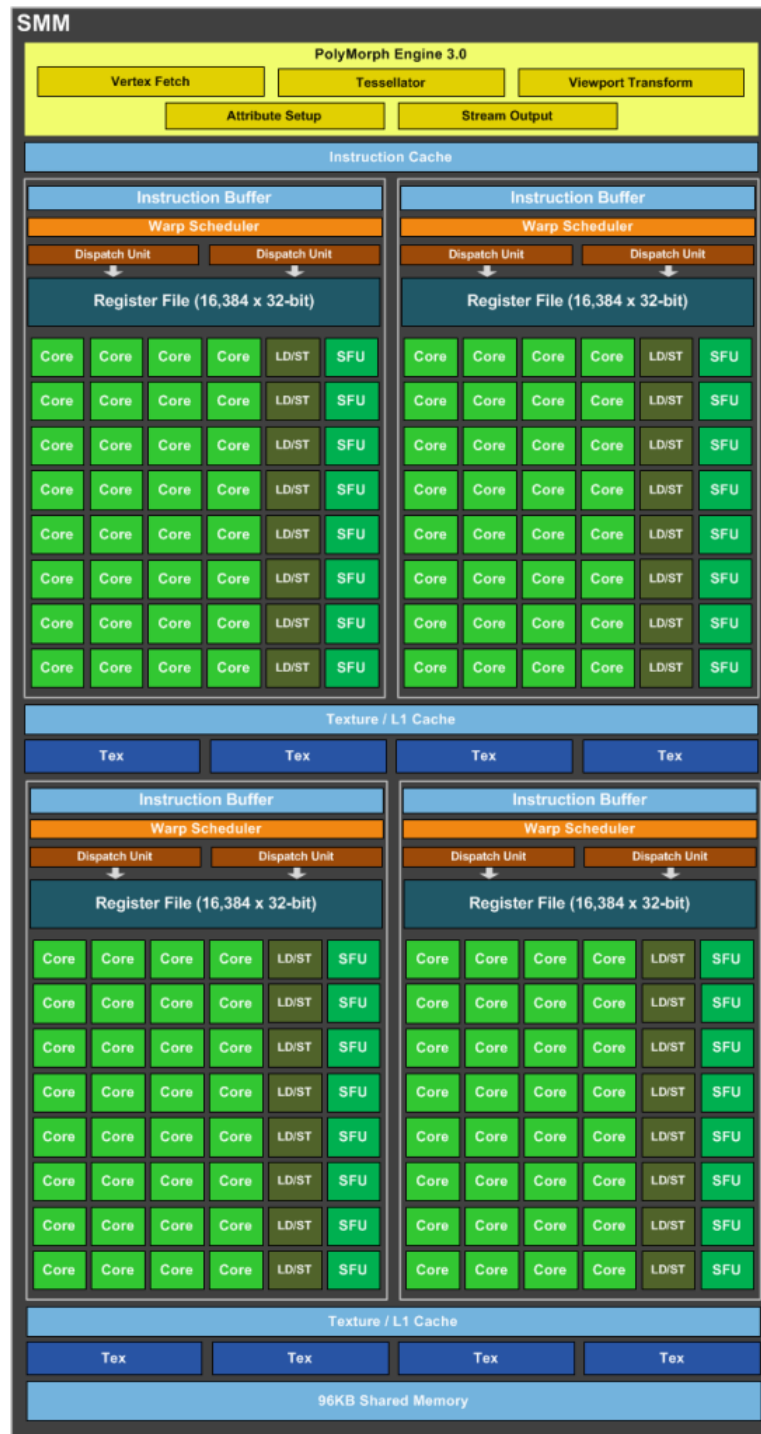 SMM
PolyMorph Engine 3.0
Vertex Fetch Tessellator Viewport Transform
Attribute Setup Stream Output
Instruction Cache
Instruction Buffer Instruction Buffer
Warp Scheduler Warp Scheduler
Dispatch Unit Dispatch Unit Dispatch Unit Dispatch Unit
Register File (16,384 x 32-bit) Register File (16,384 x 32-bit)
Core Core Core Core LD/ST SFU Core Core Core Core LD/ST SFU
Core Core Core Core LD/ST SFU Core Core Core Core LD/ST SFU
Core Core Core Core LD/ST SFU Core Core Core Core LD/ST SFU
Core Core Core Core LD/ST SFU Core Core Core Core LD/ST SFU
Core Core Core Core LD/ST SFU Core Core Core Core LD/ST SFU
Core Core Core Core LD/ST SFU Core Core Core Core LD/ST SFU
Core Core Core Core LD/ST SFU Core Core Core Core LD/ST SFU
Core Core Core Core LD/ST SFU Core Core Core Core LD/ST SFU
Texture / L1 Cache
Tex Tex Tex Tex
Instruction Buffer Instruction Buffer
Warp Scheduler Warp Scheduler
Dispatch Unit Dispatch Unit Dispatch Unit Dispatch Unit
Register File (16,384 x 32-bit) Register File (16,384 x 32-bit)
Core Core Core Core LD/ST SFU Core Core Core Core LD/ST SFU
Core Core Core Core LD/ST SFU Core Core Core Core LD/ST SFU
Core Core Core Core LD/ST SFU Core Core Core Core LD/ST SFU
Core Core Core Core LD/ST SFU Core Core Core Core LD/ST SFU
Core Core Core Core LD/ST SFU Core Core Core Core LD/ST SFU
Core Core Core Core LD/ST SFU Core Core Core Core LD/ST SFU
Core Core Core Core LD/ST SFU Core Core Core Core LD/ST SFU
Core Core Core Core LD/ST SFU Core Core Core Core LD/ST SFU
Texture / L1 Cache
Tex Tex Tex Tex
96KB Shared Memory